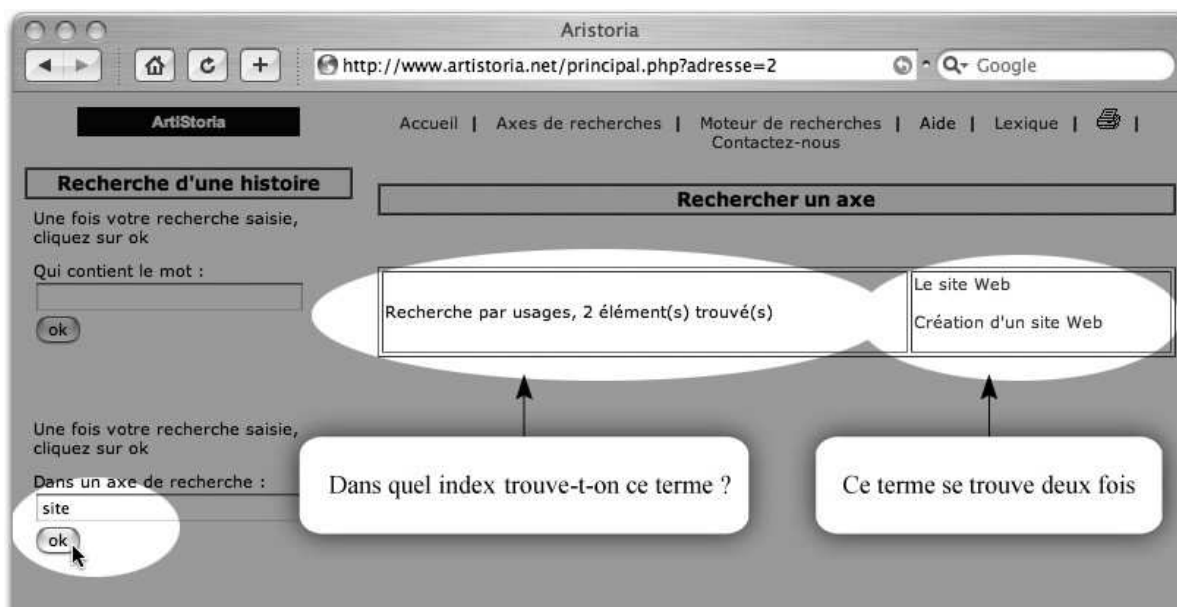 Aristoria
http://www.artistoria.net/principal.php?adresse=2
Google
ArtiStoria
Accueil | Axes de recherches | Moteur de recherches | Aide | Lexique | |
Contactez-nous
Recherche d'une histoire
Une fois votre recherche saisie,
cliquez sur ok
Qui contient le mot :
ok
Rechercher un axe
Recherche par usages, 2 élément(s) trouvé(s)
Le site Web
Création d'un site Web
Une fois votre recherche saisie,
cliquez sur ok
Dans un axe de recherche :
site
ok
Dans quel index trouve-t-on ce terme ?
Ce terme se trouve deux fois